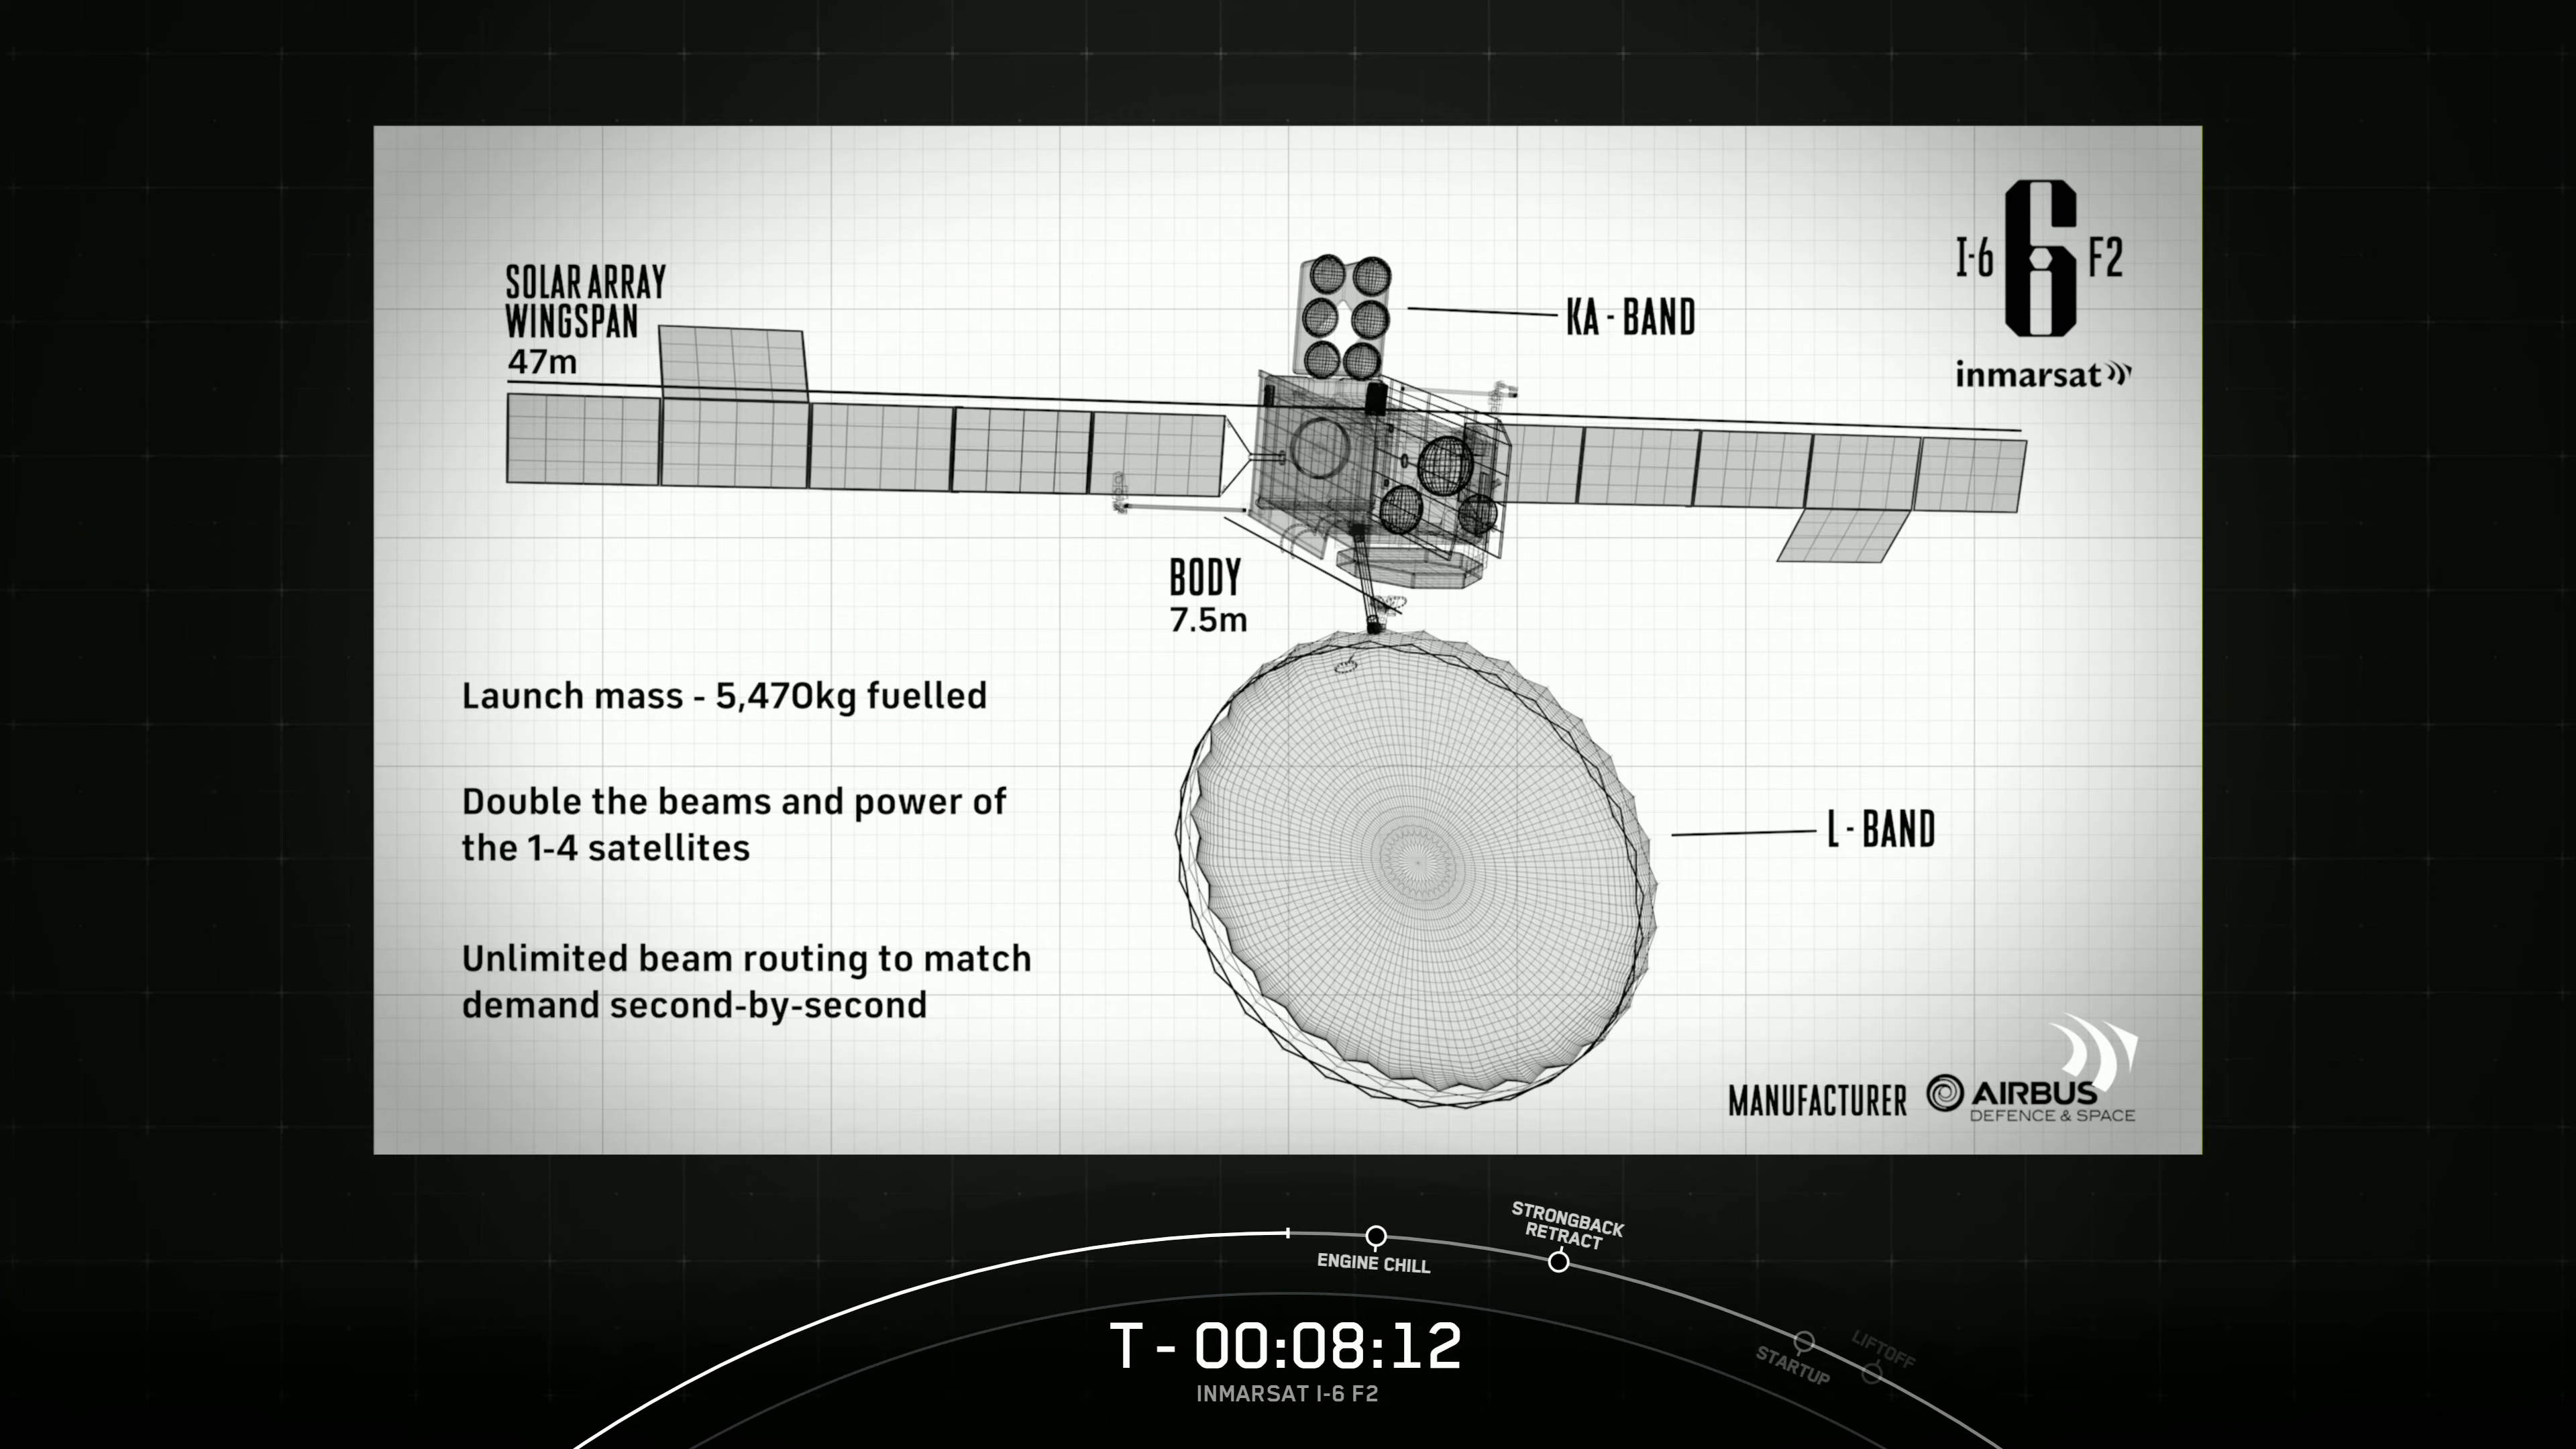 SOLAR ARRAY
WINGSPAN
47m
KA - BAND
I-6 6 F2
inmarsat
BODY
7.5m
Launch mass - 5,470kg fuelled
Double the beams and power of
the 1-4 satellites
L - BAND
Unlimited beam routing to match
demand second-by-second
MANUFACTURER AIRBUS
DEFENCE & SPACE
STRONGBACK
RETRACT
ENGINE CHILL
STARTUP
LIFTOFF
T - 00:08:12
INMARSAT I-6 F2